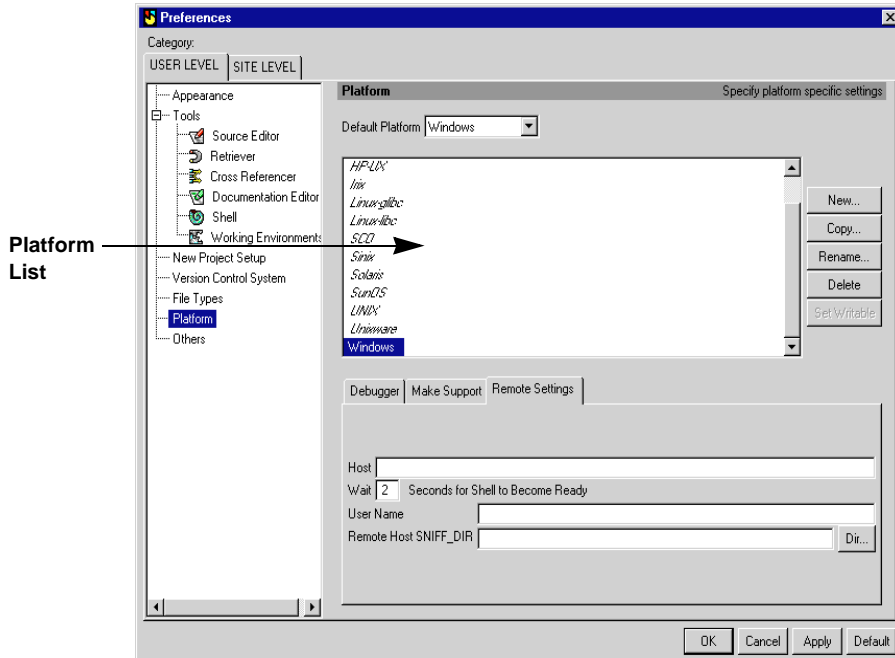 Preferences
Category:
USER LEVEL
SITE LEVEL
Appearance
Tools
Source Editor
Retriever
Cross Referencer
Documentation Editor
Shell
Working Environments
New Project Setup
Version Control System
File Types
Platform
Others
Platform
List
Platform
Specify platform specific settings
Default Platform Windows
HP-UX
Irix
Linux-glibc
Linux-libc
SCO
Sinix
Solaris
SunOS
UNIX
Unixware
Windows
New...
Copy...
Rename...
Delete
Set Writable
Debugger
Make Support
Remote Settings
Host
Wait 2 Seconds for Shell to Become Ready
User Name
Remote Host SNIFF_DIR
Dir...
OK
Cancel
Apply
Default